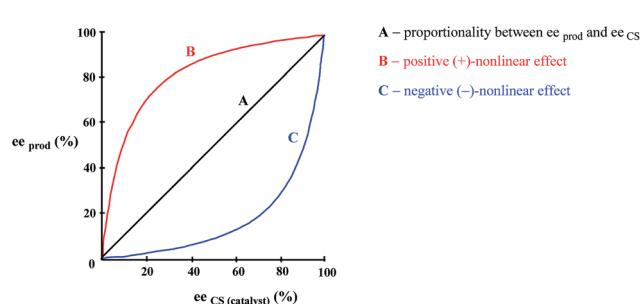 100
80
60
40
20
0
20
40
60
80
100
ee prod (%)
ee CS (catalyst) (%)
B
A
C
A – proportionality between ee prod and ee CS
B – positive (+)-nonlinear effect
C – negative (−)-nonlinear effect